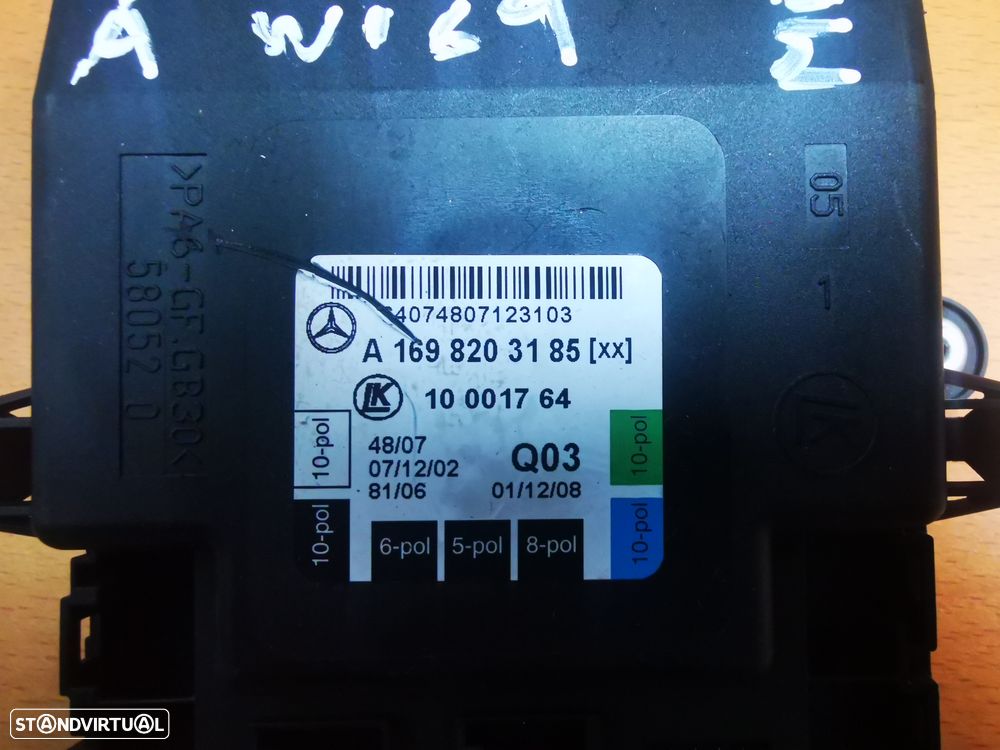 A W169
>PA6-GF.GB30<
58052 0
05
1
4074807123103
A 169 820 31 85 [xx]
LK
10 0017 64
10-pol
48/07
07/12/02
81/06
Q03
01/12/08
10-pol
10-pol
6-pol
5-pol
8-pol
10-pol
STANDVIRTUAL